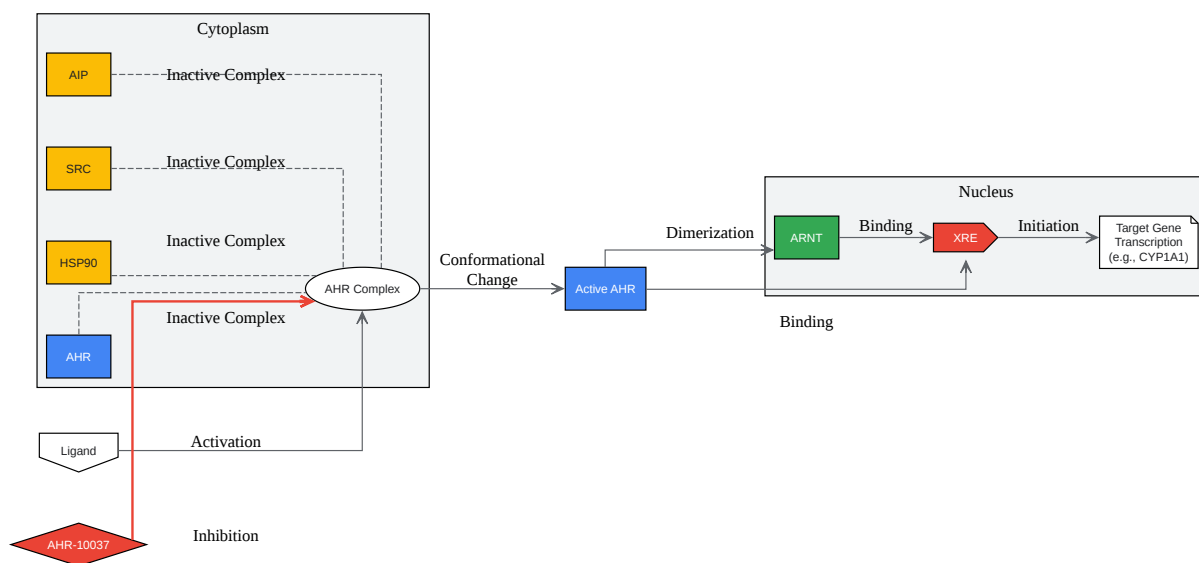 Cytoplasm
AIP
Inactive Complex
SRC
Inactive Complex
HSP90
Inactive Complex
AHR Complex
Inactive Complex
AHR
Ligand
Activation
AHR-10037
Inhibition
Conformational
Change
Active AHR
Dimerization
Binding
Nucleus
ARNT
Binding
XRE
Initiation
Target Gene
Transcription
(e.g., CYP1A1)